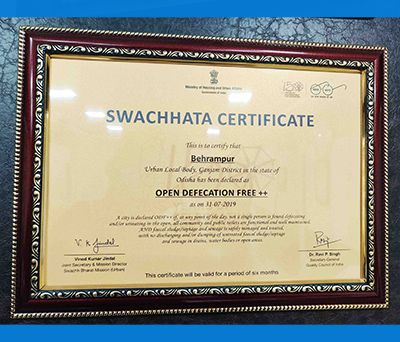 Ministry of Housing and Urban Affairs
Government of India
150
SWACHHATA CERTIFICATE
This is to certify that
Behrampur
Urban Local Body, Ganjam District in the state of
Odisha has been declared as
OPEN DEFECATION FREE ++
as on 31-07-2019
A city is declared ODF++ if, at any point of the day, not a single person is found defecating
and/or urinating in the open, all community and public toilets are functional and well maintained,
AND faecal sludge/septage and sewage is safely managed and treated,
with no discharging and/or dumping of untreated faecal sludge/septage
and sewage in drains, water bodies or open areas.
V. K. Jindal
Vinod Kumar Jindal
Joint Secretary & Mission Director
Swachh Bharat Mission (Urban)
Dr. Ravi P. Singh
Secretary General
Quality Council of India
This certificate will be valid for a period of six months